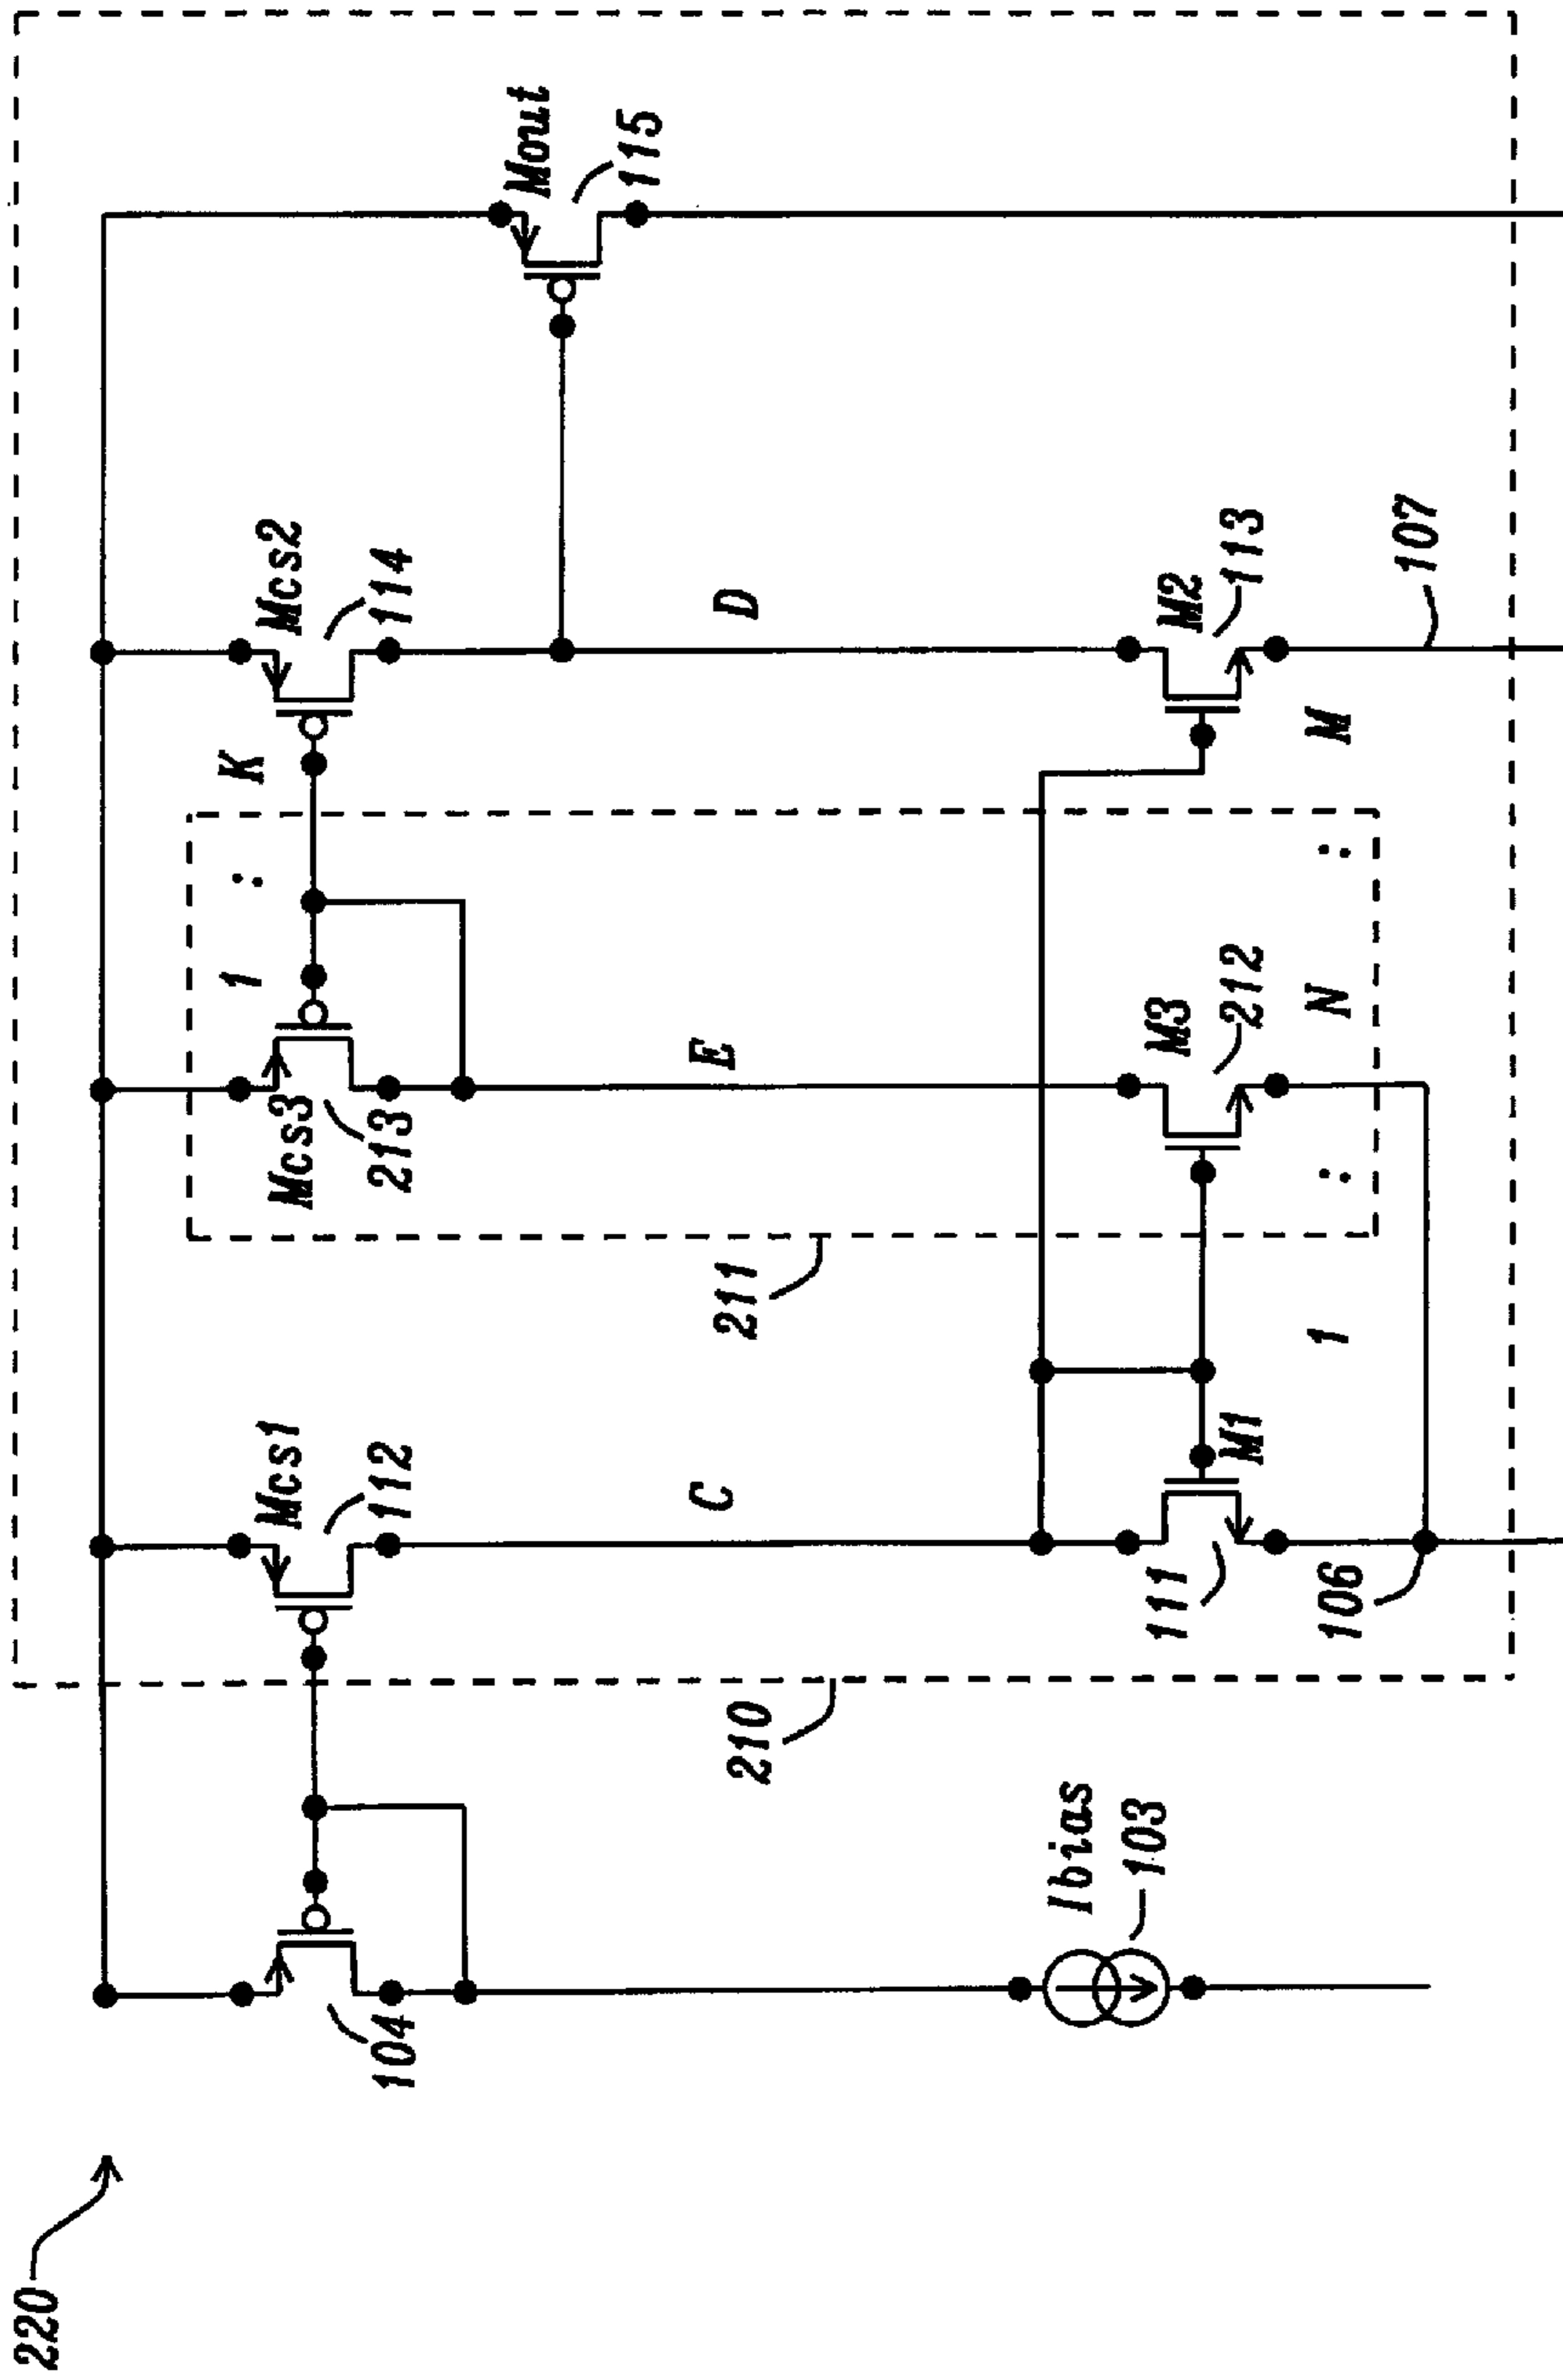 220
1 : K
Mcs1
Mcs3
Mcs2
104
112
213
114
Mout
115
C
E
D
211
210
Ibias
103
111
M3
M2
M1
212
113
1 : N : M
106
107